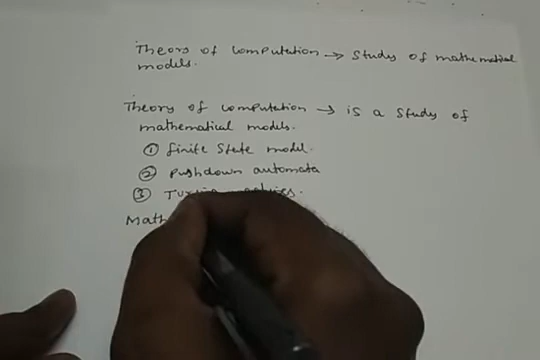 Theory of Computation → Study of mathematical
models.
Theory of Computation → is a study of
mathematical models.
① finite state model.
② pushdown automata
③
Math